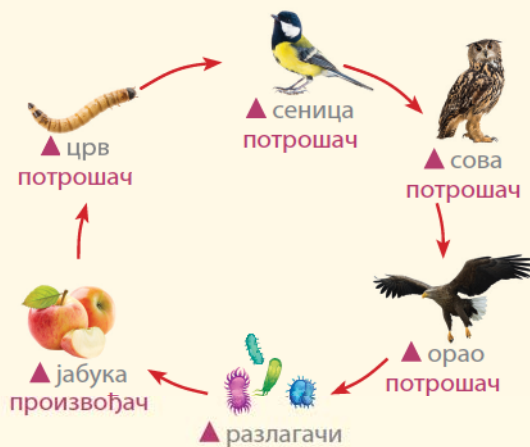 ▲ сеница
потрошач
▲ црв
потрошач
▲ сова
потрошач
▲ орао
потрошач
▲ јабука
произвођач
▲ разлагачи